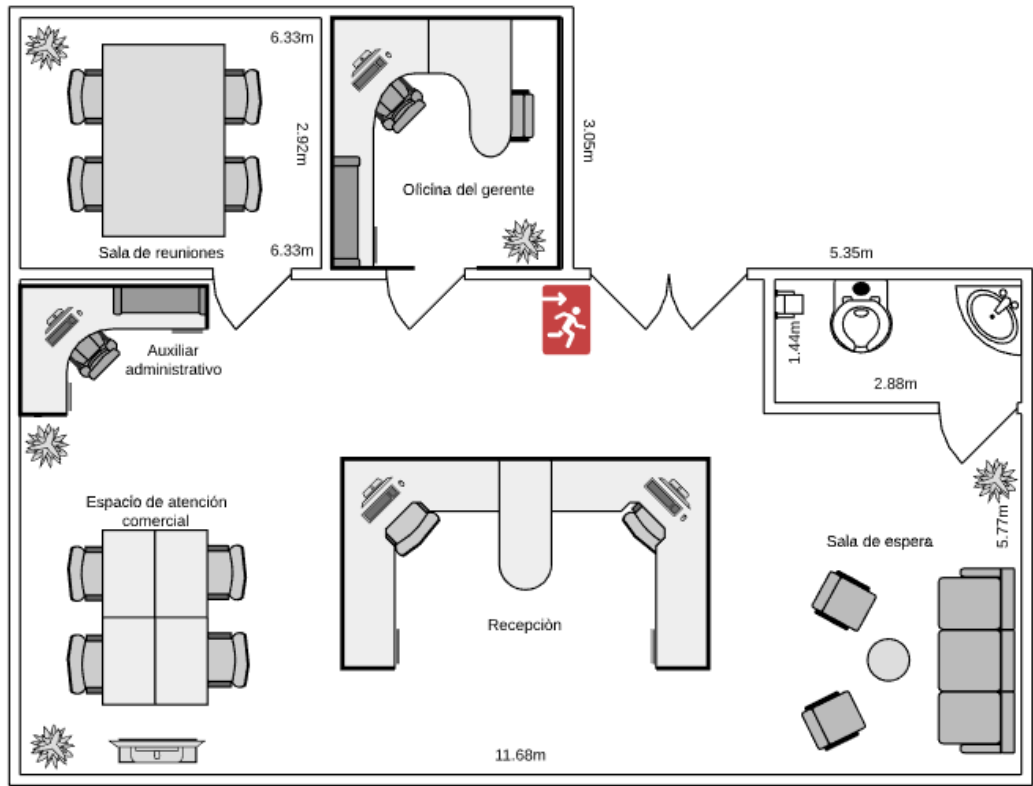 6.33m
2.92m
3.05m
Oficina del gerente
Sala de reuniones
6.33m
5.35m
Auxiliar
administrativo
1.44m
2.88m
Espacio de atención
comercial
5.77m
Sala de espera
Recepciòn
11.68m